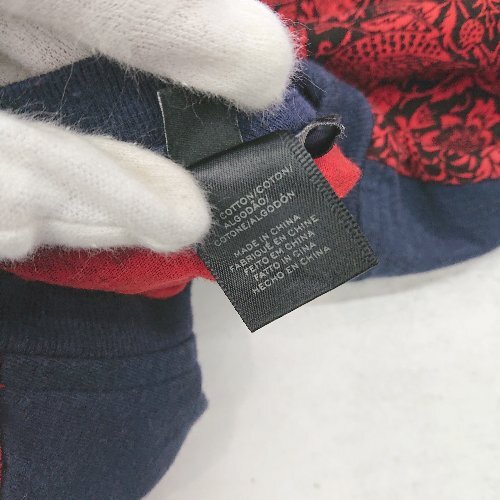 COTTON/COTON/
ALGODÃO/
COTONE/ALGODÓN
MADE IN CHINA
FABRIQUÉ EN CHINE
FEITO EM CHINA
FATTO IN CINA
HECHO EN CHINA